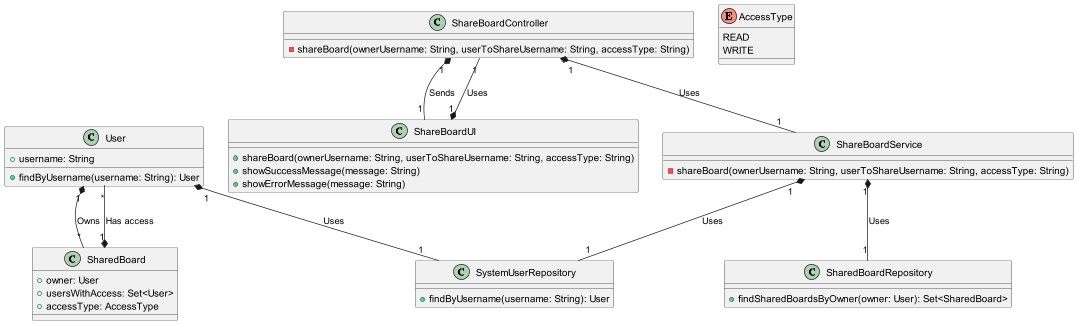 C ShareBoardController
shareBoard(ownerUsername: String, userToShareUsername: String, accessType: String)
E AccessType
READ
WRITE
1
1
1
Sends
Uses
Uses
1
1
1
C User
username: String
findByUsername(username: String): User
C ShareBoardUI
shareBoard(ownerUsername: String, userToShareUsername: String, accessType: String)
showSuccessMessage(message: String)
showErrorMessage(message: String)
C ShareBoardService
shareBoard(ownerUsername: String, userToShareUsername: String, accessType: String)
1
*
1
1
1
Owns
Has access
Uses
Uses
Uses
*
1
1
1
1
C SharedBoard
owner: User
usersWithAccess: Set<User>
accessType: AccessType
C SystemUserRepository
findByUsername(username: String): User
C SharedBoardRepository
findSharedBoardsByOwner(owner: User): Set<SharedBoard>